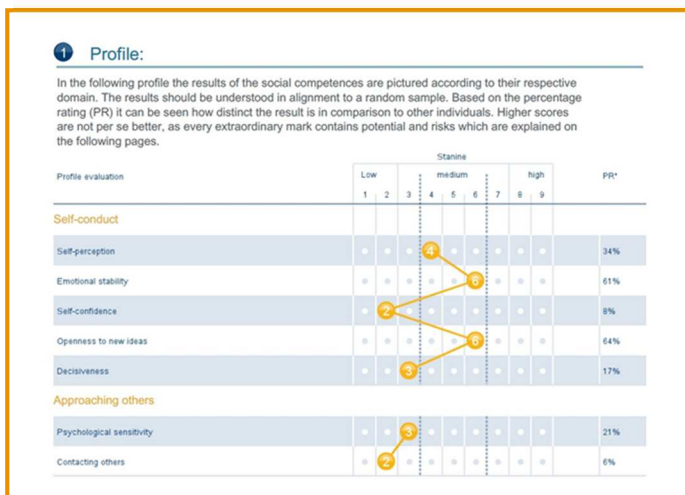 1 Profile:
In the following profile the results of the social competences are pictured according to their respective
domain. The results should be understood in alignment to a random sample. Based on the percentage
rating (PR) it can be seen how distinct the result is in comparison to other individuals. Higher scores
are not per se better, as every extraordinary mark contains potential and risks which are explained on
the following pages.
Stanine
Profile evaluation Low medium high PR*
1 2 3 4 5 6 7 8 9
Self-conduct
Self-perception 4 34%
Emotional stability 6 61%
Self-confidence 2 8%
Openness to new ideas 6 64%
Decisiveness 3 17%
Approaching others
Psychological sensitivity 3 21%
Contacting others 2 6%